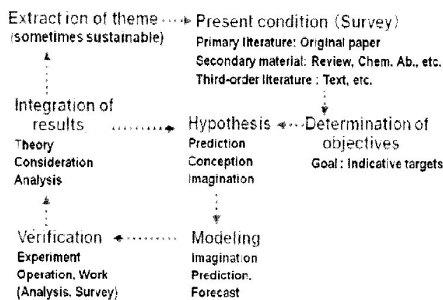 Extraction of theme
(sometimes sustainable)
Present condition (Survey)
Primary literature: Original paper
Secondary material: Review, Chem. Ab., etc.
Third-order literature : Text, etc.
Integration of
results
Theory
Consideration
Analysis
Hypothesis
Prediction
Conception
Imagination
Determination of
objectives
Goal : Indicative targets
Verification
Experiment
Operation, Work
(Analysis, Survey)
Modeling
Imagination
Prediction.
Forecast